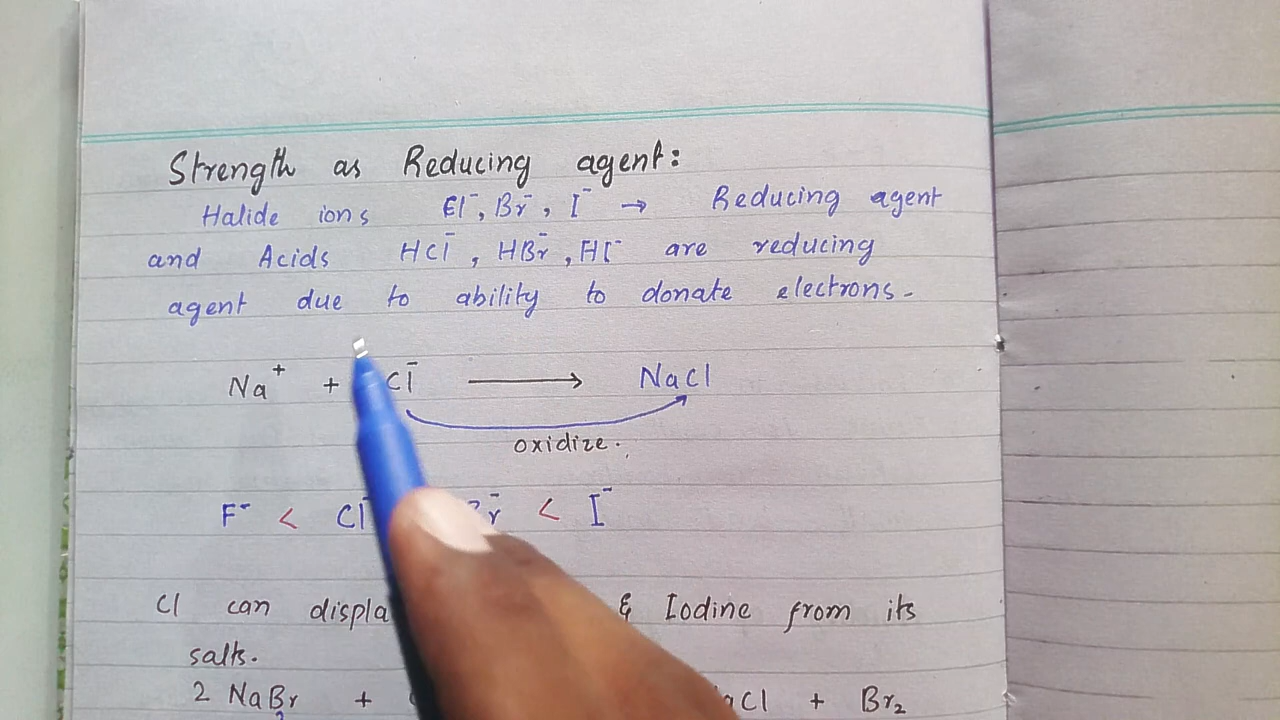 Strength as Reducing agent:
Halide ions Cl⁻, Br⁻, I⁻ → Reducing agent
and Acids HCl⁻, HBr⁻, HI⁻ are reducing
agent due to ability to donate electrons.
Na⁺ + Cl⁻ ⟶ NaCl
oxidize.
F⁻ < Cl⁻ Br⁻ < I⁻
Cl can & Iodine from its
salts.
2 NaBr + + Br₂